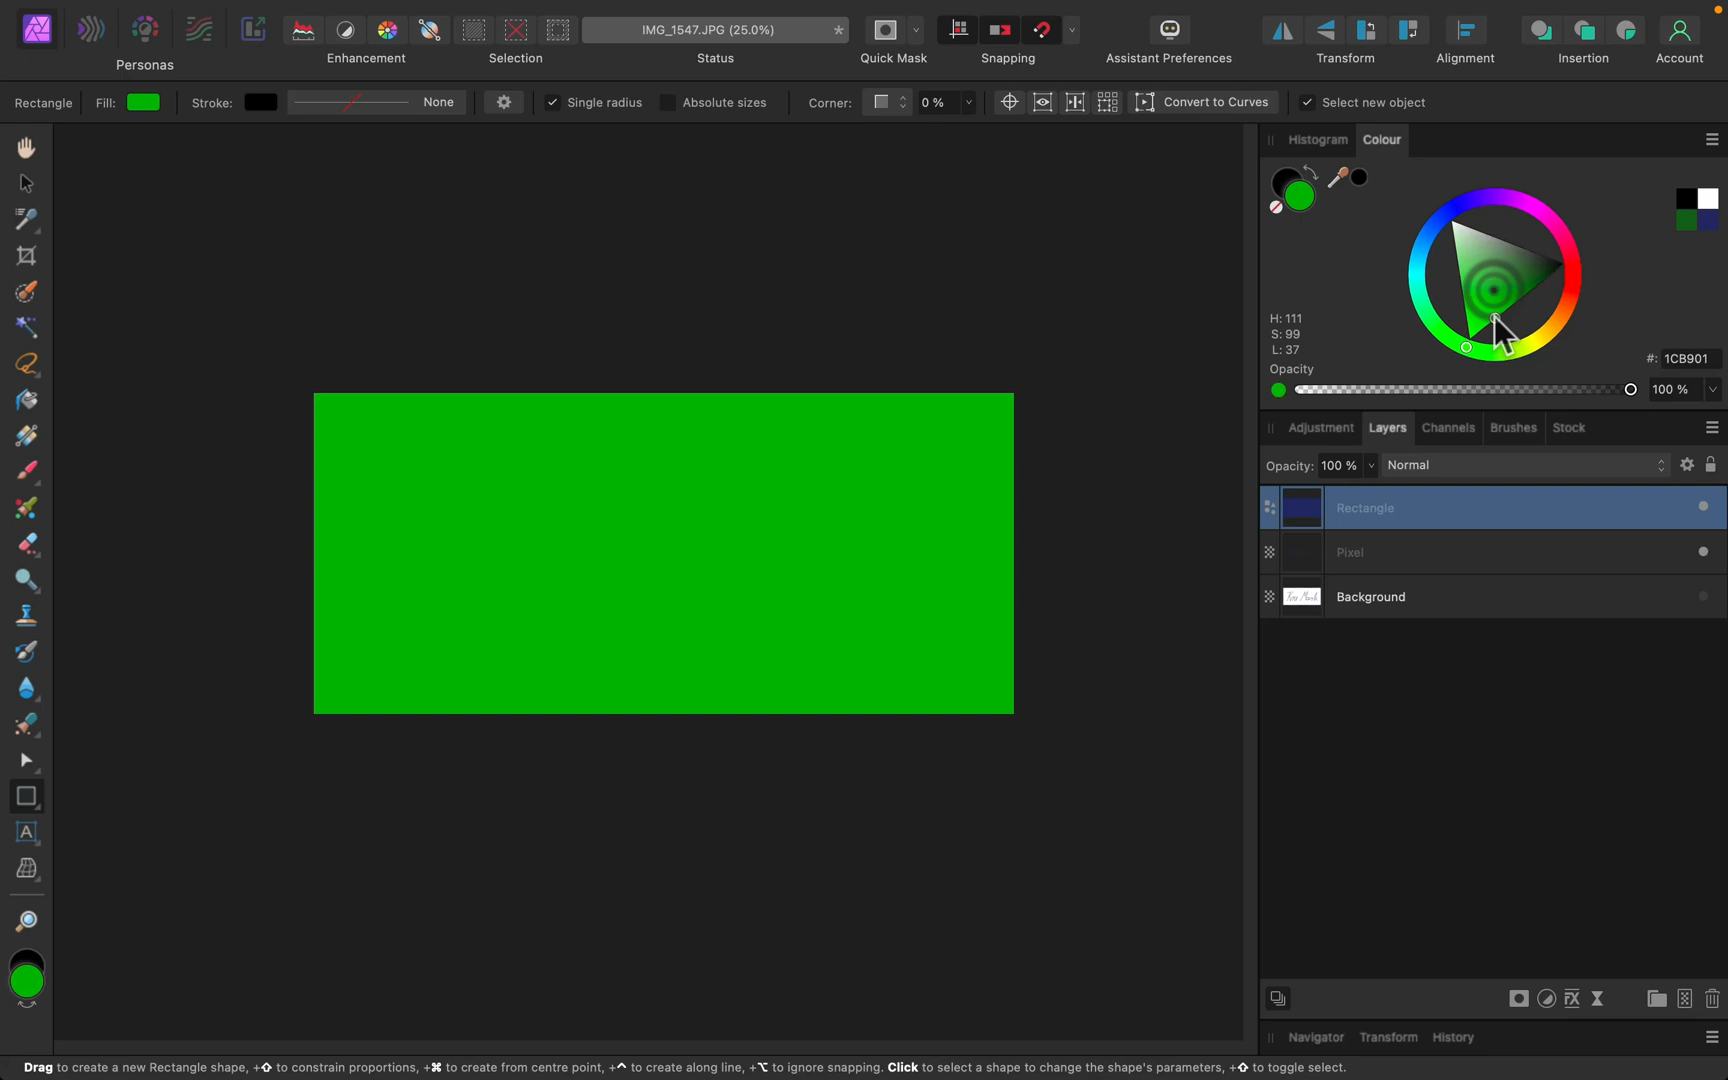 IMG_1547.JPG (25.0%) *
Personas Enhancement Selection Status Quick Mask Snapping Assistant Preferences Transform Alignment Insertion Account
Rectangle Fill: Stroke: None Single radius Absolute sizes Corner: 0 % Convert to Curves Select new object
Histogram Colour
H: 111
S: 99
L: 37
#: 1CB901
Opacity
100 %
Adjustment Layers Channels Brushes Stock
Opacity: 100 % Normal
Rectangle
Pixel
Background
A
FX
Navigator Transform History
Drag to create a new Rectangle shape, +⇧ to constrain proportions, +⌘ to create from centre point, +⌃ to create along line, +⌥ to ignore snapping. Click to select a shape to change the shape's parameters, +⇧ to toggle select.